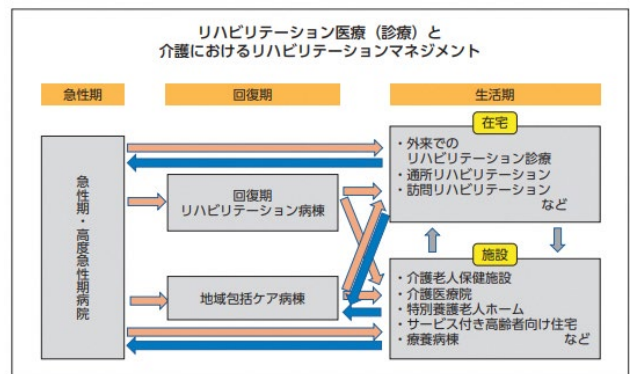 リハビリテーション医療（診療）と
介護におけるリハビリテーションマネジメント
急性期
回復期
生活期
急性期・高度急性期病院
回復期
リハビリテーション病棟
地域包括ケア病棟
在宅
・外来での
リハビリテーション診療
・通所リハビリテーション
・訪問リハビリテーション
など
施設
・介護老人保健施設
・介護医療院
・特別養護老人ホーム
・サービス付き高齢者向け住宅
・療養病棟 など